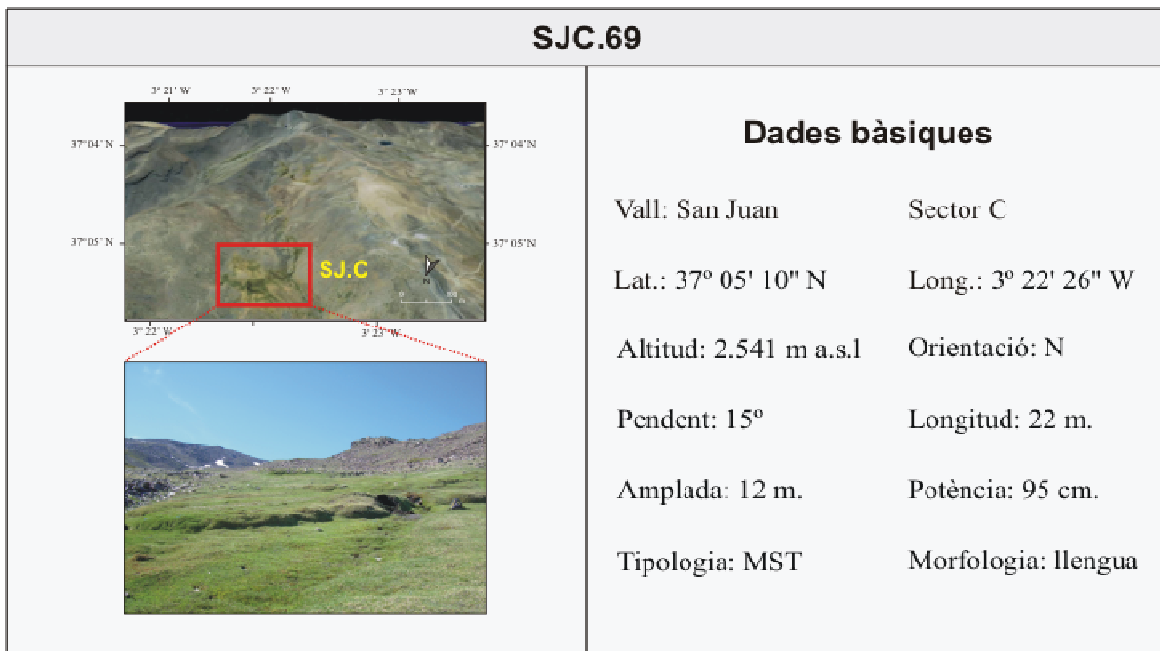 SJC.69
3° 21" W 3° 22" W 3° 23" W
37° 04" N 37° 04" N
37° 05" N 37° 05" N
SJ.C
N
3° 22" W 3° 23" W
Dades bàsiques
Vall: San Juan Sector C
Lat.: 37º 05' 10" N Long.: 3º 22' 26" W
Altitud: 2.541 m a.s.l Orientació: N
Pendent: 15º Longitud: 22 m.
Amplada: 12 m. Potència: 95 cm.
Tipologia: MST Morfologia: llengua